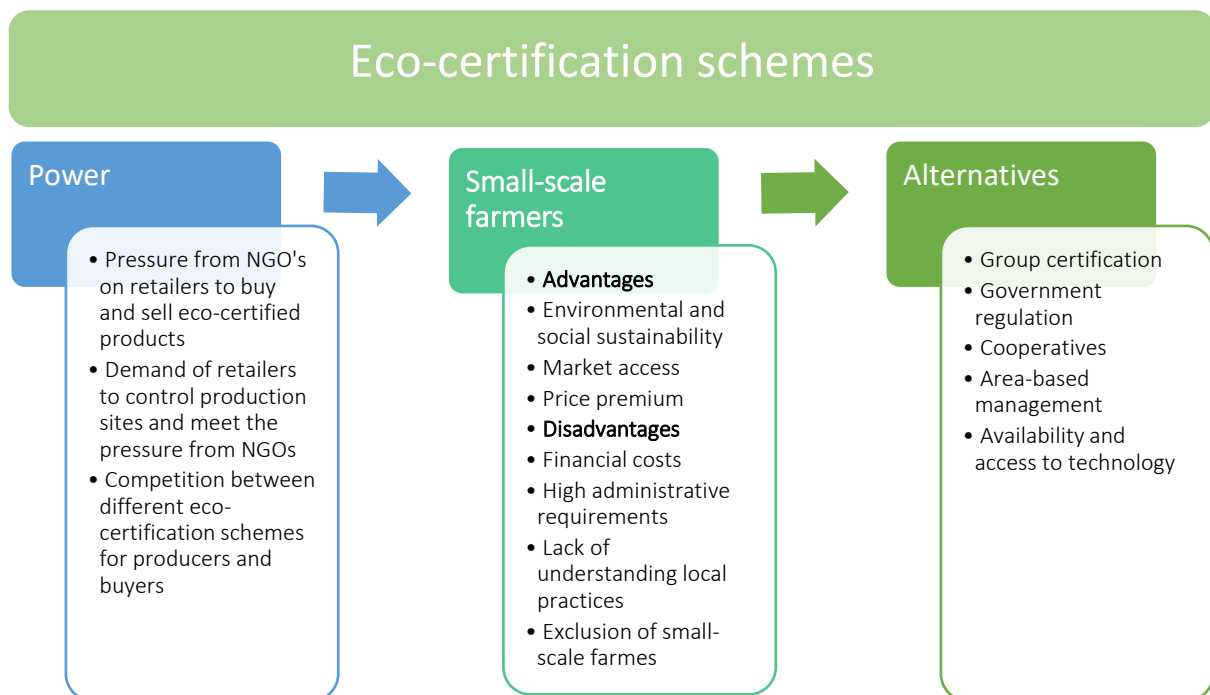 Eco-certification schemes
Power
• Pressure from NGO's
on retailers to buy
and sell eco-certified
products
• Demand of retailers
to control production
sites and meet the
pressure from NGOs
• Competition between
different eco-
certification schemes
for producers and
buyers
Small-scale
farmers
• Advantages
• Environmental and
social sustainability
• Market access
• Price premium
• Disadvantages
• Financial costs
• High administrative
requirements
• Lack of
understanding local
practices
• Exclusion of small-
scale farmes
Alternatives
• Group certification
• Government
regulation
• Cooperatives
• Area-based
management
• Availability and
access to technology